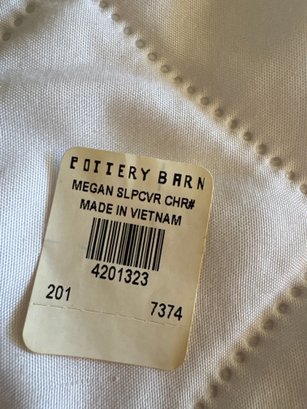 POTTERY BARN
MEGAN SLPCVR CHR#
MADE IN VIETNAM
4201323
201 7374